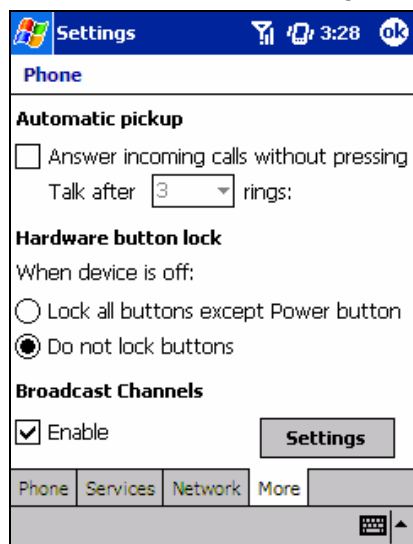 Settings 3:28 ok
Phone
Automatic pickup
Answer incoming calls without pressing
Talk after 3 rings:
Hardware button lock
When device is off:
Lock all buttons except Power button
Do not lock buttons
Broadcast Channels
Enable Settings
Phone Services Network More